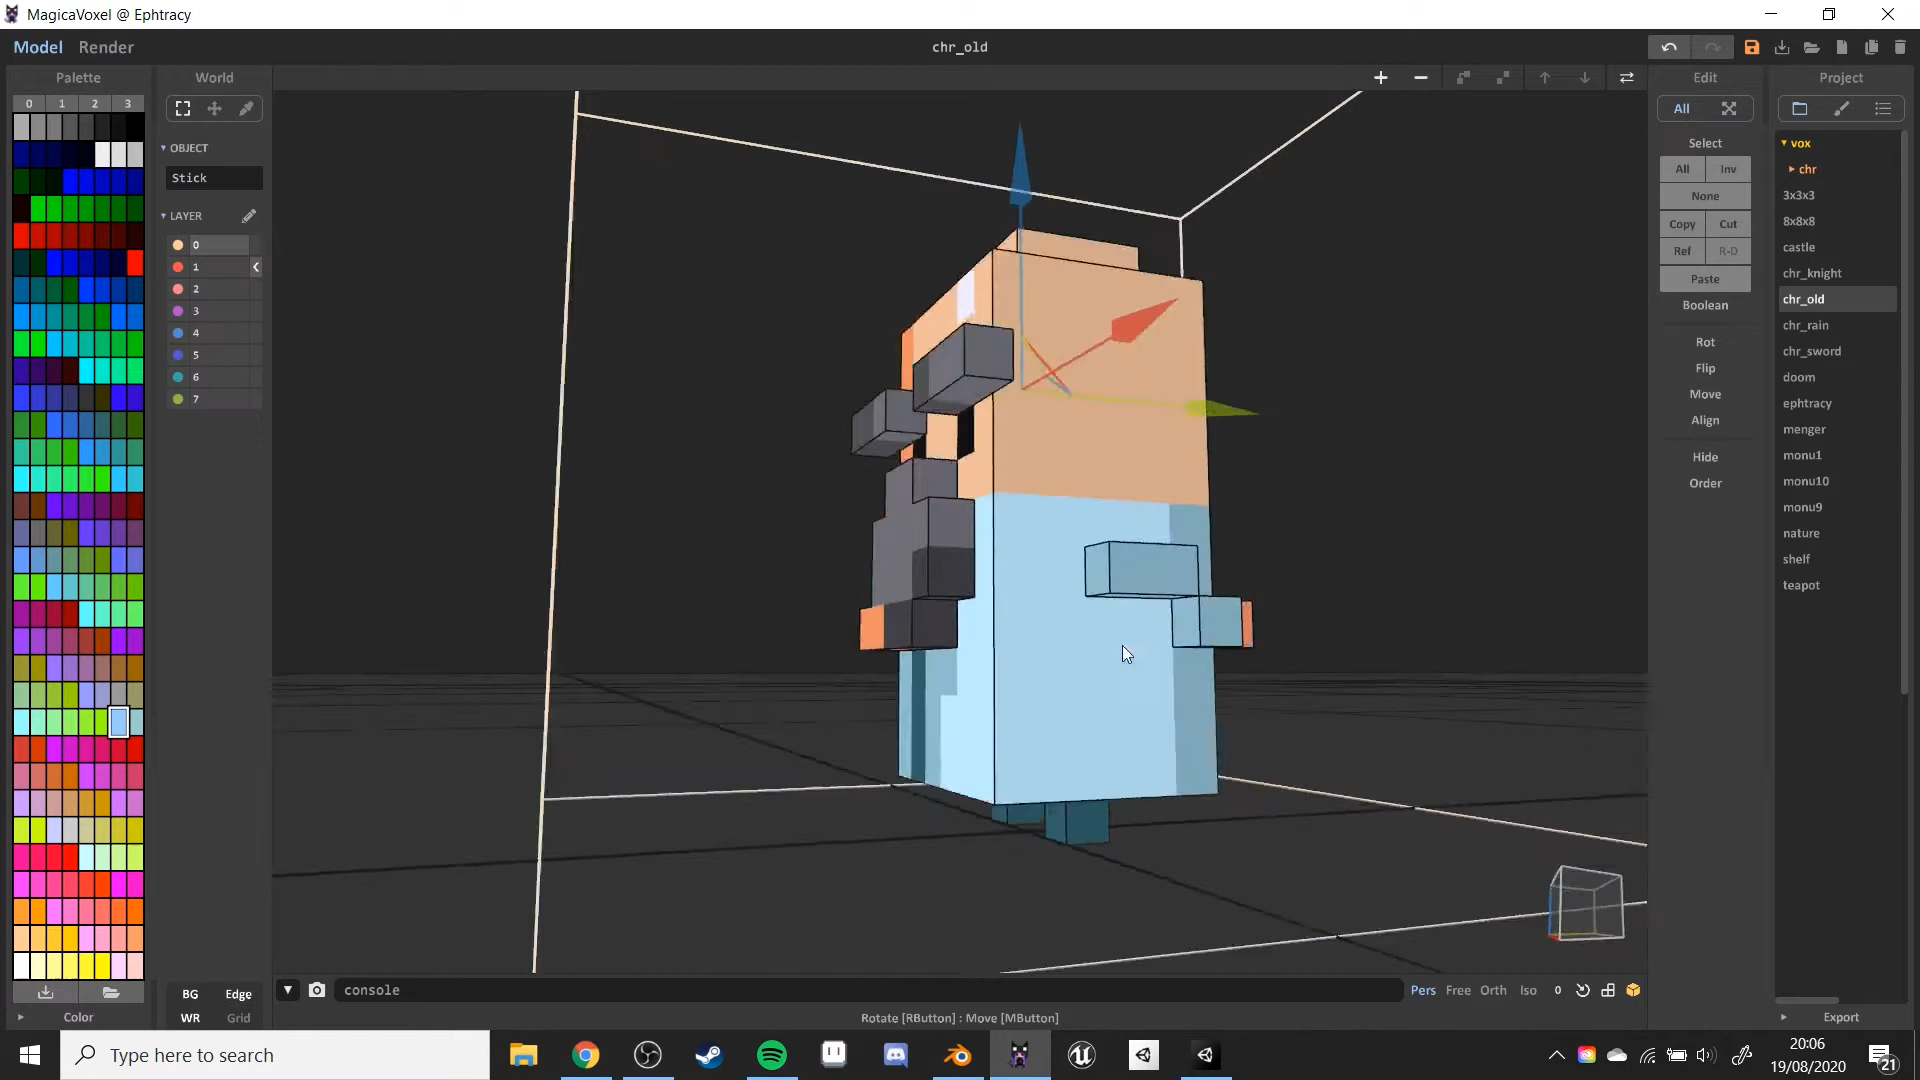 MagicaVoxel @ Ephtracy
Model Render
chr_old
Palette
World
Edit
Project
0 1 2 3
All
OBJECT
Stick
LAYER
0
1
2
3
4
5
6
7
Select
All Inv
None
Copy Cut
Ref R-D
Paste
Boolean
Rot
Flip
Move
Align
Hide
Order
vox
chr
3x3x3
8x8x8
castle
chr_knight
chr_old
chr_rain
chr_sword
doom
ephtracy
menger
monu1
monu10
monu9
nature
shelf
teapot
BG Edge
WR Grid
Color
console
Pers Free Orth Iso 0
Rotate [RButton] : Move [MButton]
Export
Type here to search
20:06
19/08/2020
21